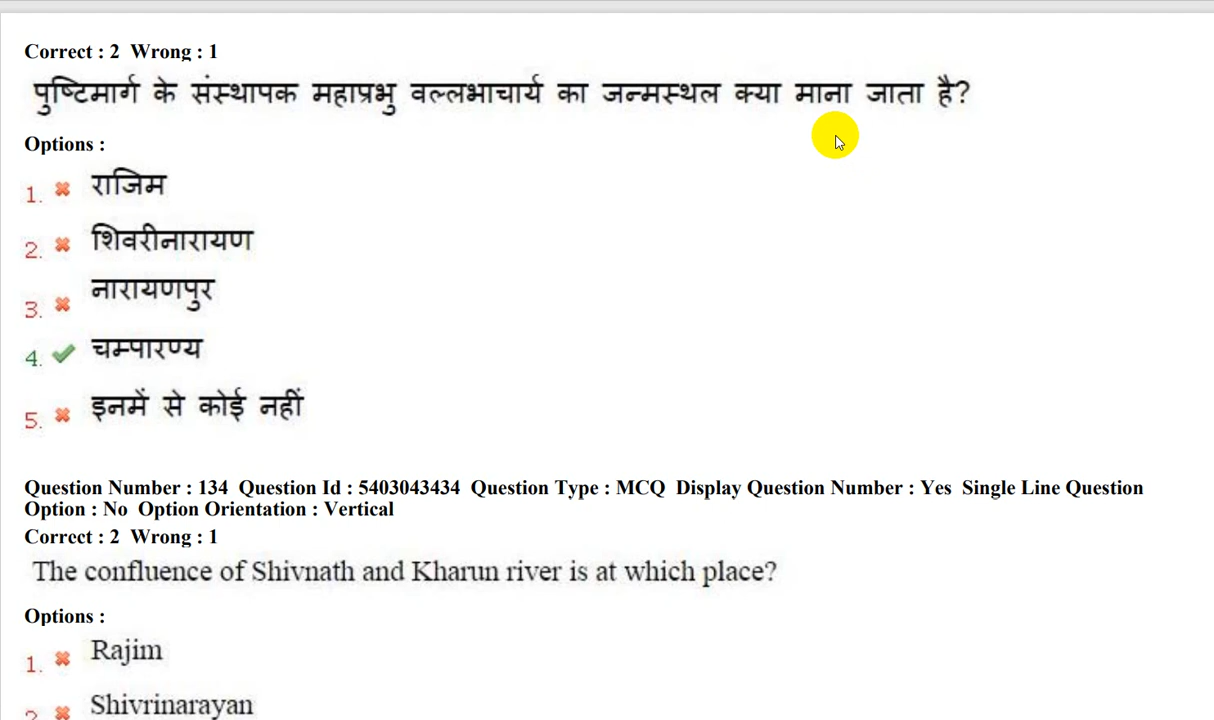 Correct : 2 Wrong : 1
पुष्टिमार्ग के संस्थापक महाप्रभु वल्लभाचार्य का जन्मस्थल क्या माना जाता है?
Options :
1. राजिम
2. शिवरीनारायण
3. नारायणपुर
4. चम्पारण्य
5. इनमें से कोई नहीं
Question Number : 134 Question Id : 5403043434 Question Type : MCQ Display Question Number : Yes Single Line Question
Option : No Option Orientation : Vertical
Correct : 2 Wrong : 1
The confluence of Shivnath and Kharun river is at which place?
Options :
1. Rajim
2. Shivrinarayan